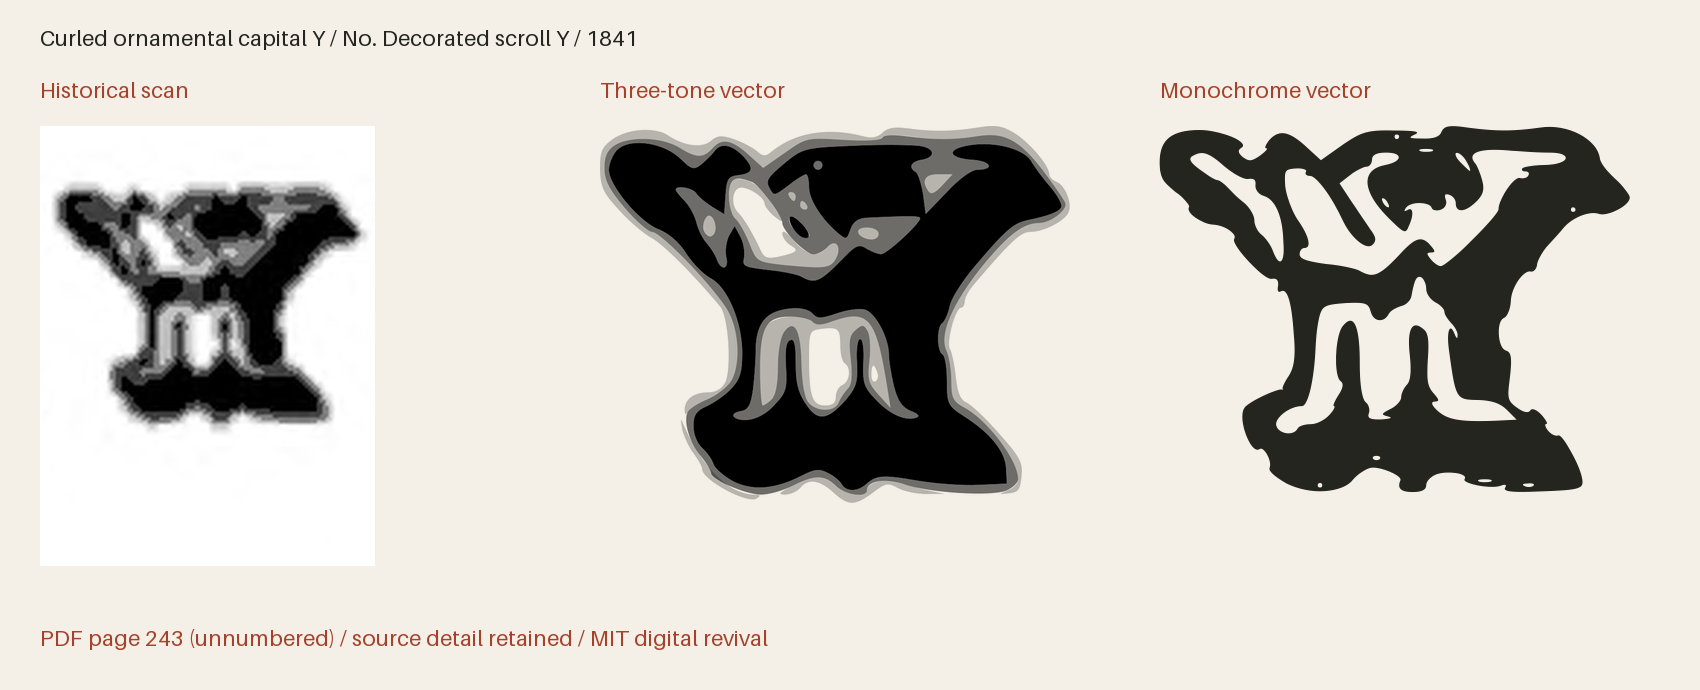 Curled ornamental capital Y / No. Decorated scroll Y / 1841
Historical scan
Three-tone vector
Monochrome vector
Y
Y
Y
PDF page 243 (unnumbered) / source detail retained / MIT digital revival